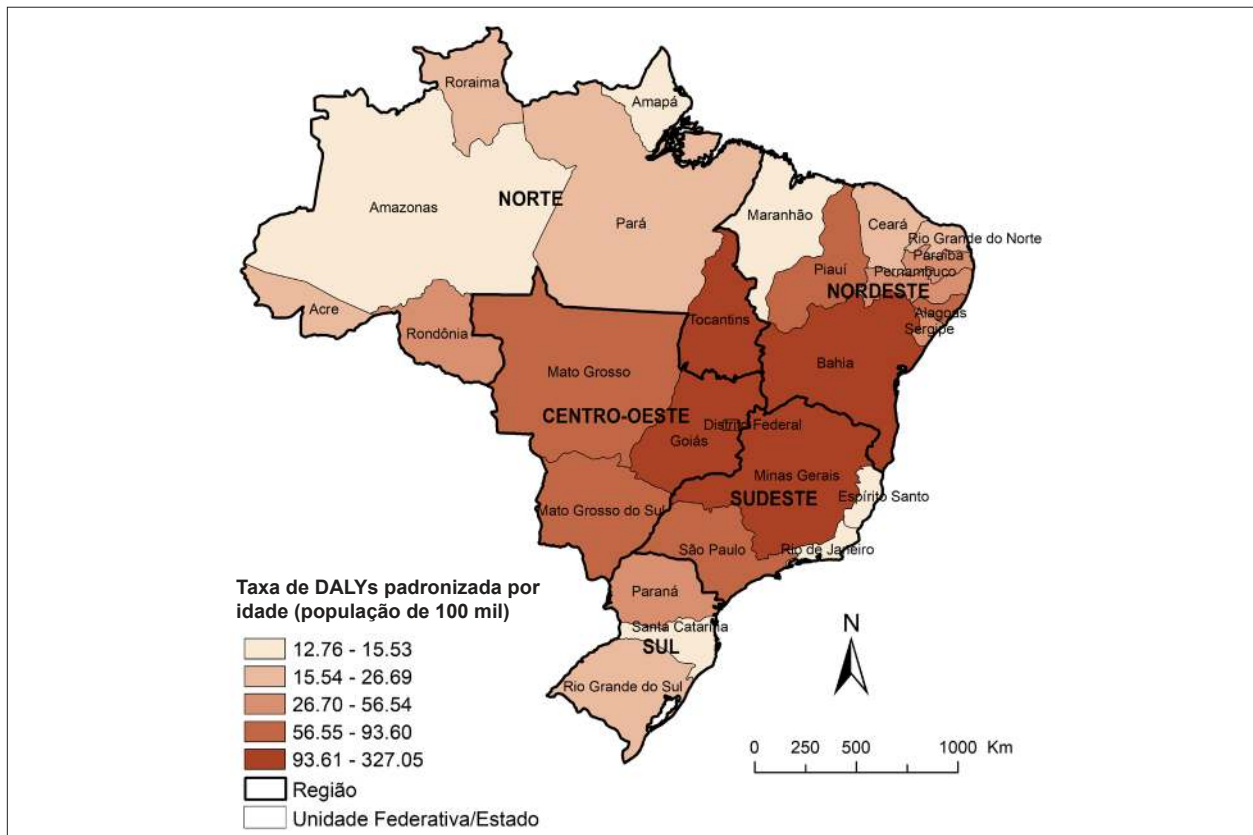 Roraima
Amapá
Amazonas
NORTE
Pará
Maranhão
Ceará
Rio Grande do Norte
Paraíba
Piauí
Pernambuco
NORDESTE
Acre
Rondônia
Tocantins
Alagoas
Sergipe
Bahia
Mato Grosso
CENTRO-OESTE
Distrito Federal
Goiás
Minas Gerais
SUDESTE
Espírito Santo
Mato Grosso do Sul
São Paulo
Rio de Janeiro
Paraná
Santa Catarina
SUL
Rio Grande do Sul
Taxa de DALYs padronizada por
idade (população de 100 mil)
12.76 - 15.53
15.54 - 26.69
26.70 - 56.54
56.55 - 93.60
93.61 - 327.05
Região
Unidade Federativa/Estado
N
0 250 500 1000 Km